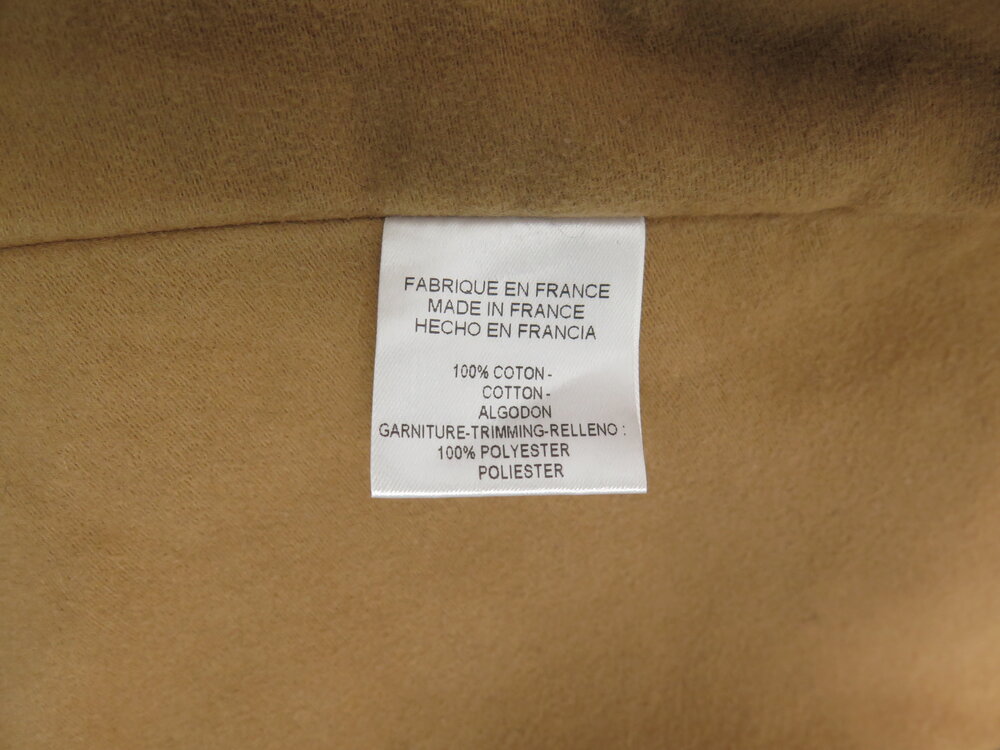 FABRIQUE EN FRANCE
MADE IN FRANCE
HECHO EN FRANCIA
100% COTON -
COTTON -
ALGODON
GARNITURE-TRIMMING-RELLENO :
100% POLYESTER
POLIESTER